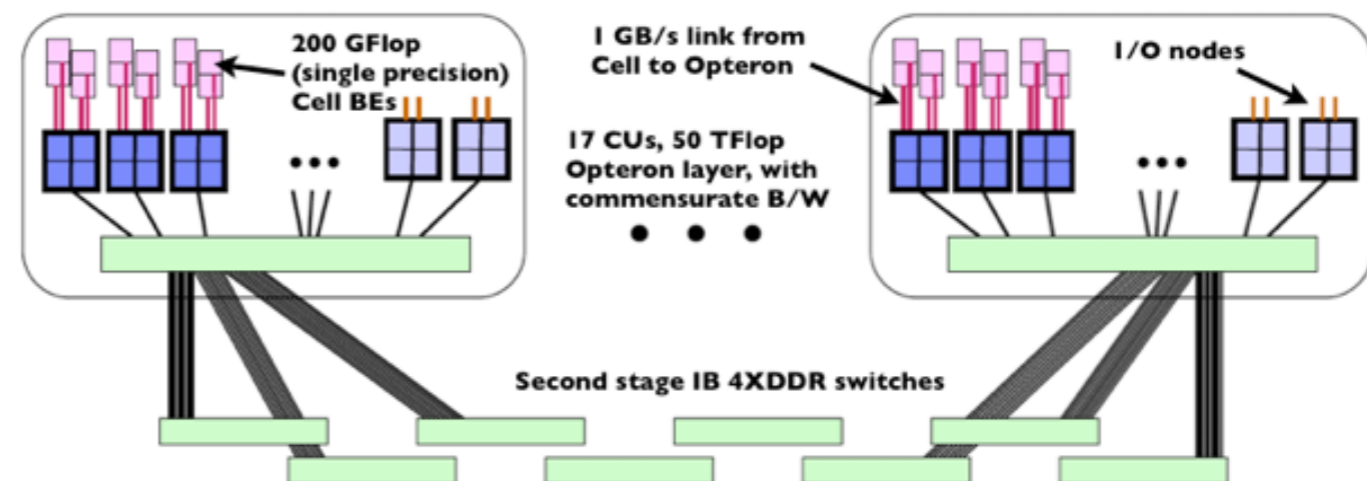 200 GFlop
(single precision)
Cell BEs
1 GB/s link from
Cell to Opteron
I/O nodes
17 CUs, 50 TFlop
Opteron layer, with
commensurate B/W
Second stage IB 4XDDR switches